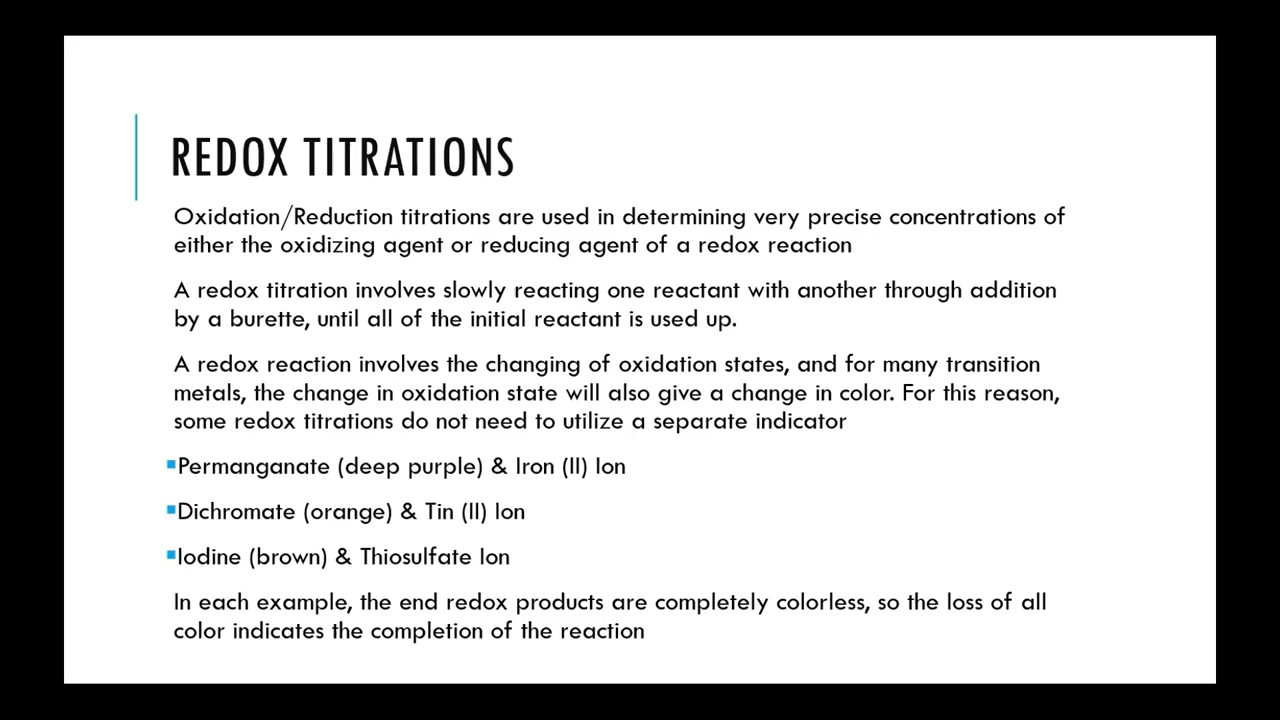 REDOX TITRATIONS
Oxidation/Reduction titrations are used in determining very precise concentrations of
either the oxidizing agent or reducing agent of a redox reaction
A redox titration involves slowly reacting one reactant with another through addition
by a burette, until all of the initial reactant is used up.
A redox reaction involves the changing of oxidation states, and for many transition
metals, the change in oxidation state will also give a change in color. For this reason,
some redox titrations do not need to utilize a separate indicator
▪Permanganate (deep purple) & Iron (II) Ion
▪Dichromate (orange) & Tin (II) Ion
▪Iodine (brown) & Thiosulfate Ion
In each example, the end redox products are completely colorless, so the loss of all
color indicates the completion of the reaction